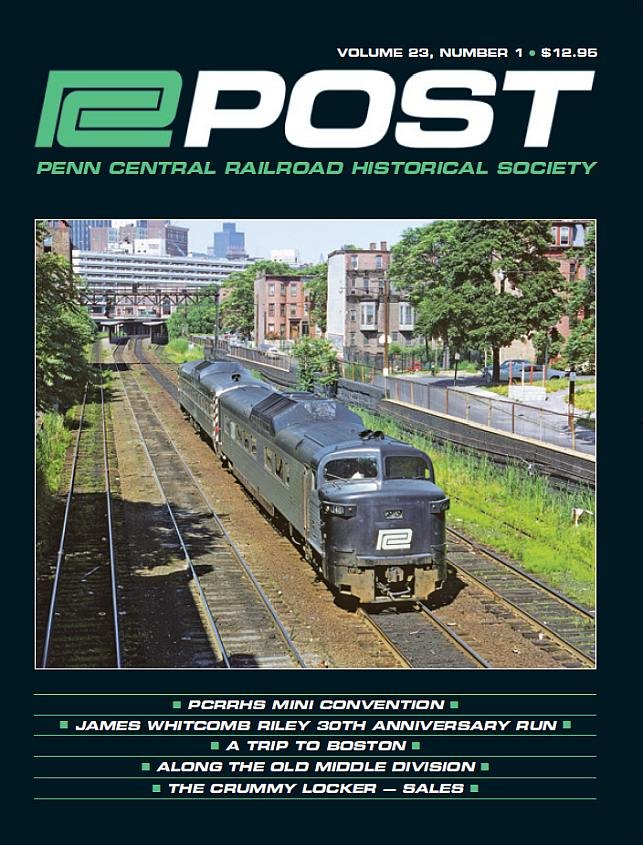 VOLUME 23, NUMBER 1 • $12.95
PC POST
PENN CENTRAL RAILROAD HISTORICAL SOCIETY
■ PCRRHS MINI CONVENTION ■
■ JAMES WHITCOMB RILEY 30TH ANNIVERSARY RUN ■
■ A TRIP TO BOSTON ■
■ ALONG THE OLD MIDDLE DIVISION ■
■ THE CRUMMY LOCKER – SALES ■